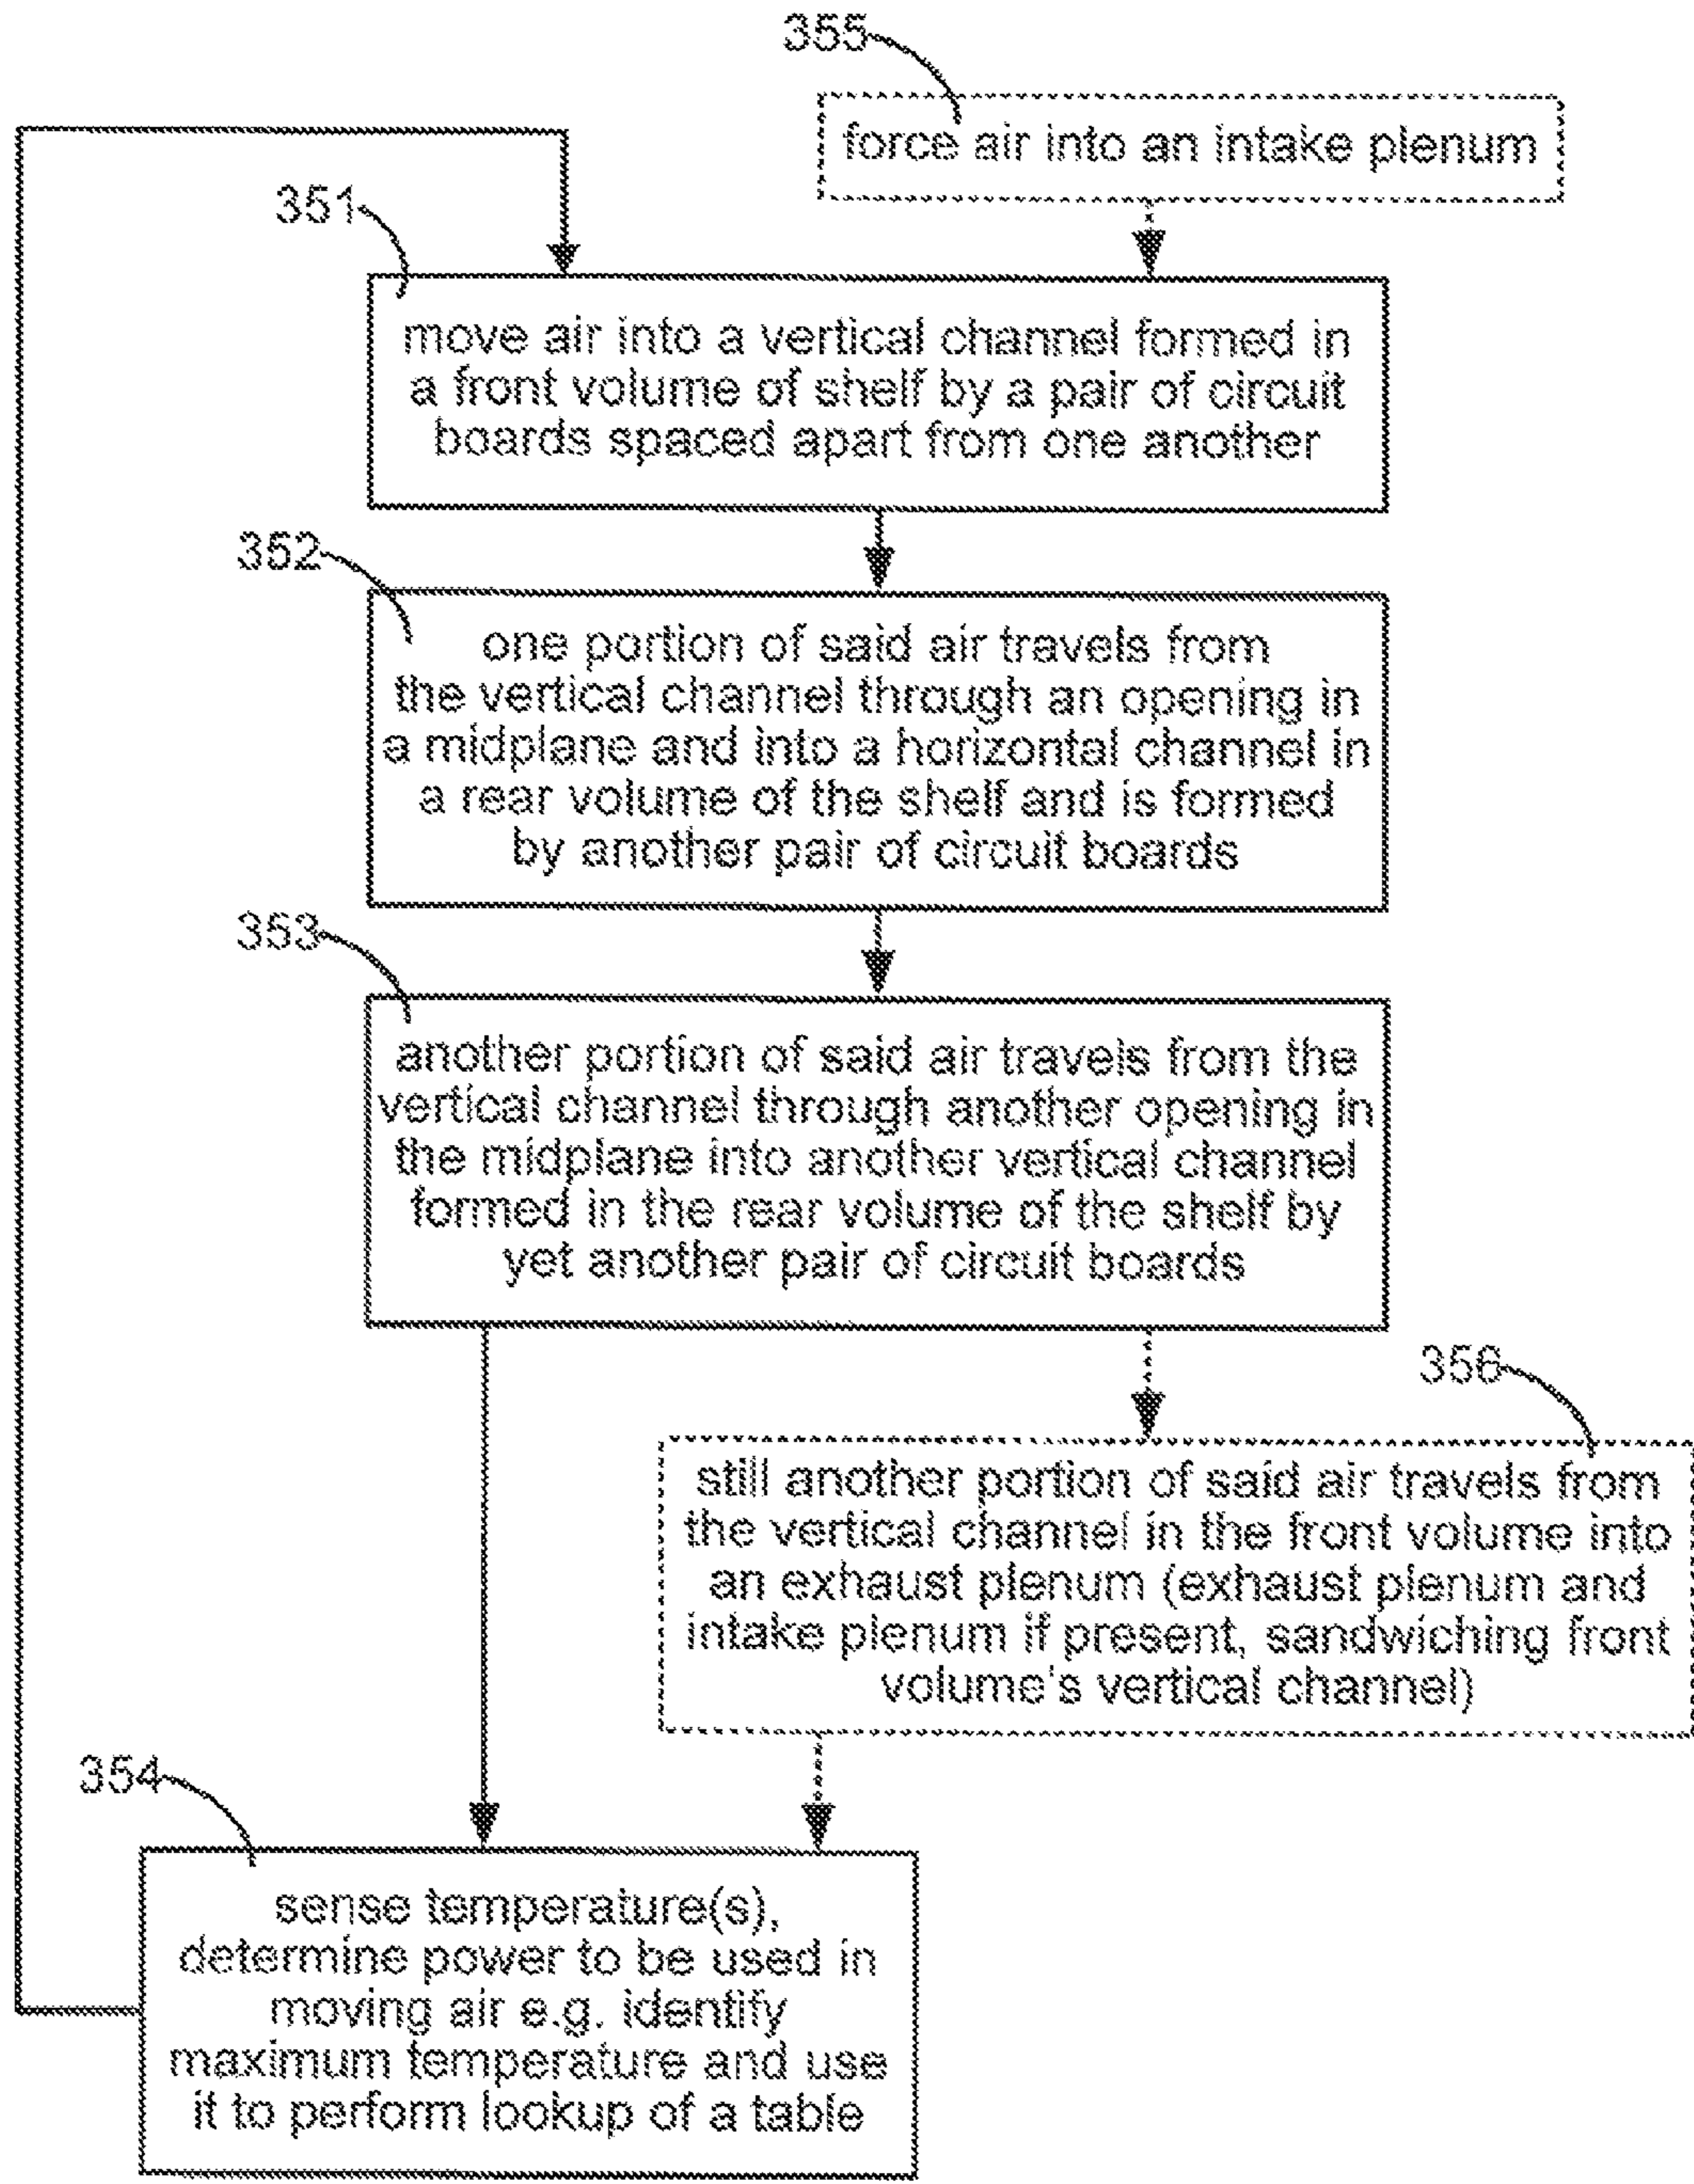 355
force air into an intake plenum
351
move air into a vertical channel formed in
a front volume of shelf by a pair of circuit
boards spaced apart from one another
352
one portion of said air travels from
the vertical channel through an opening in
a midplane and into a horizontal channel in
a rear volume of the shelf and is formed
by another pair of circuit boards
353
another portion of said air travels from the
vertical channel through another opening in
the midplane into another vertical channel
formed in the rear volume of the shelf by
yet another pair of circuit boards
356
still another portion of said air travels from
the vertical channel in the front volume into
an exhaust plenum (exhaust plenum and
intake plenum if present, sandwiching front
volume's vertical channel)
354
sense temperature(s),
determine power to be used in
moving air e.g. identify
maximum temperature and use
it to perform lookup of a table